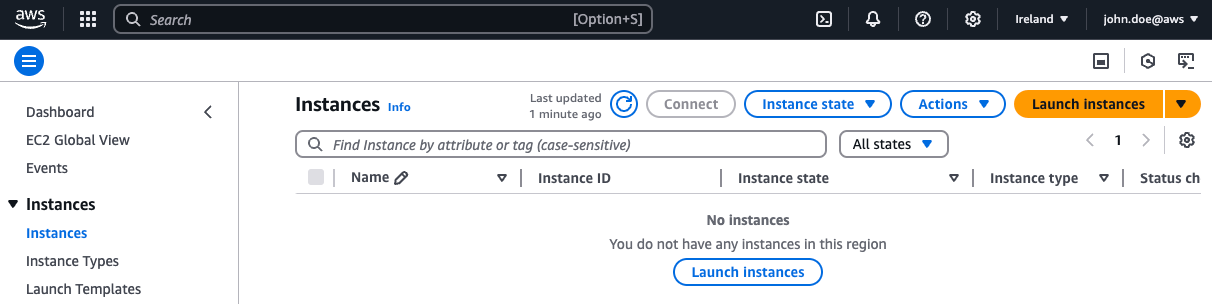 aws Search [Option+S] Ireland john.doe@aws
Dashboard
EC2 Global View
Events
Instances
Instances
Instance Types
Launch Templates
Instances Info Last updated 1 minute ago Connect Instance state Actions Launch instances
Find Instance by attribute or tag (case-sensitive) All states 1
Name Instance ID Instance state Instance type Status ch
No instances
You do not have any instances in this region
Launch instances